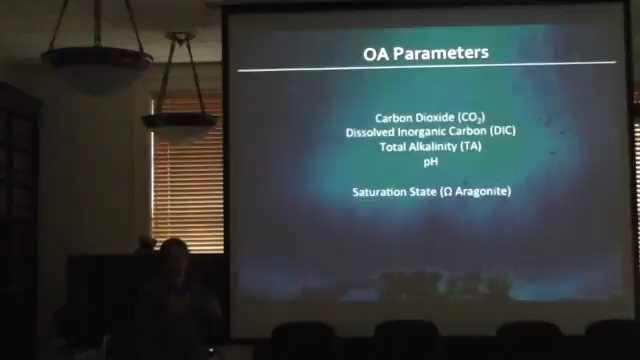 OA Parameters
Carbon Dioxide (CO₂)
Dissolved Inorganic Carbon (DIC)
Total Alkalinity (TA)
pH
Saturation State (Ω Aragonite)